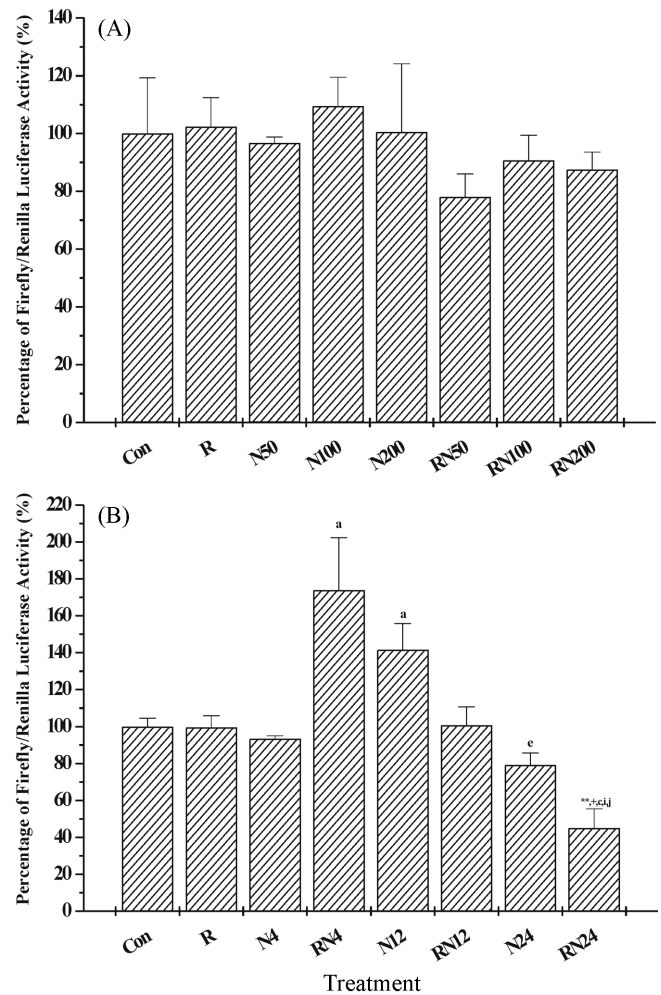 (A)
Percentage of Firefly/Renilla Luciferase Activity (%)
140
120
100
80
60
40
20
0
Con R N50 N100 N200 RN50 RN100 RN200
(B)
Percentage of Firefly/Renilla Luciferase Activity (%)
220
200
180
160
140
120
100
80
60
40
20
0
a
a
e
**,+,c,i,j
Con R N4 RN4 N12 RN12 N24 RN24
Treatment